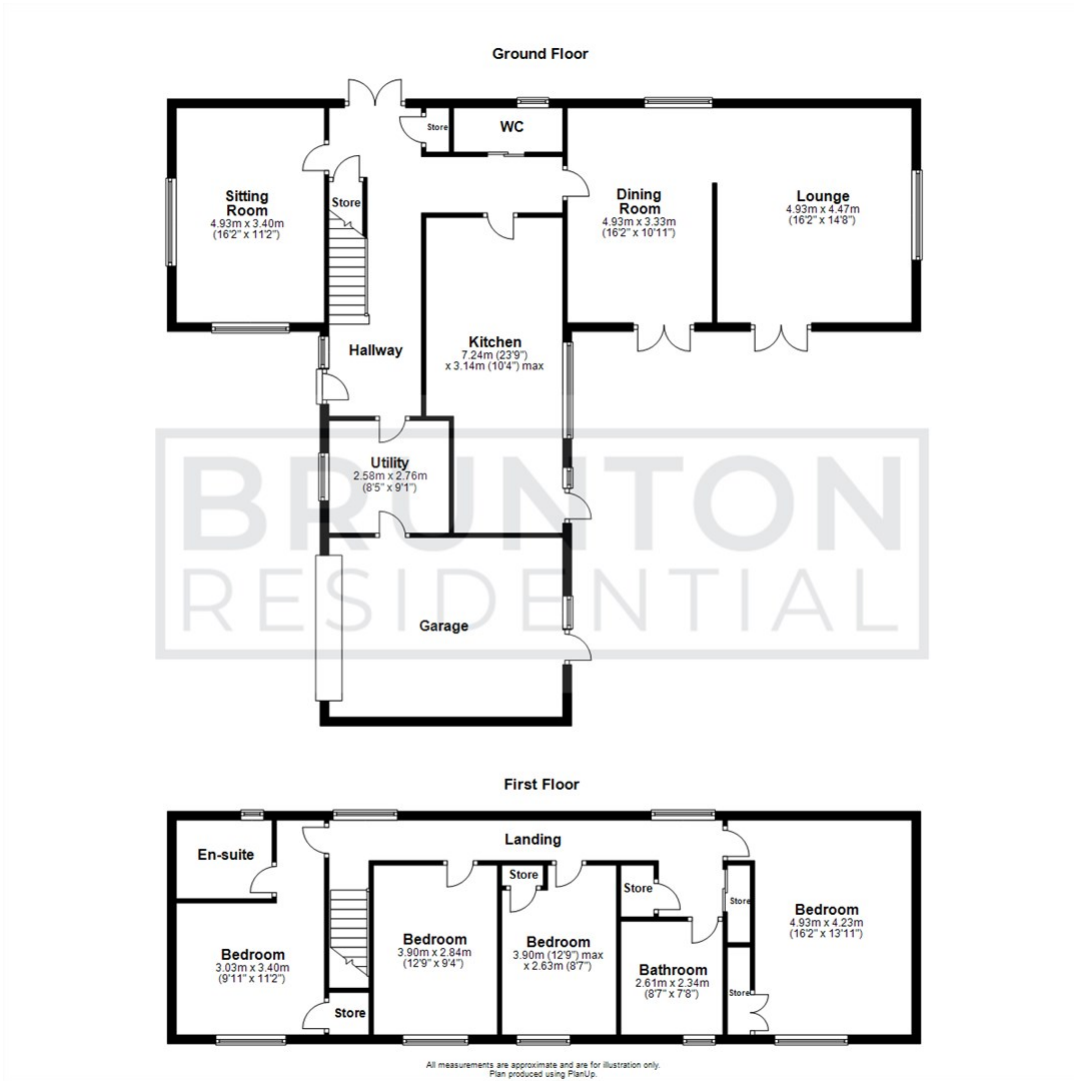 Ground Floor
Store
WC
Sitting
Room
4.93m x 3.40m
(16'2" x 11'2")
Store
Dining
Room
4.93m x 3.33m
(16'2" x 10'11")
Lounge
4.93m x 4.47m
(16'2" x 14'8")
Hallway
Kitchen
7.24m (23'9")
x 3.14m (10'4") max
Utility
2.58m x 2.76m
(8'5" x 9'1")
BRUNTON
RESIDENTIAL
Garage
First Floor
Landing
En-suite
Store
Store
Store
Bedroom
4.93m x 4.23m
(16'2" x 13'11")
Bedroom
3.03m x 3.40m
(9'11" x 11'2")
Bedroom
3.90m x 2.84m
(12'9" x 9'4")
Bedroom
3.90m (12'9") max
x 2.63m (8'7")
Bathroom
2.61m x 2.34m
(8'7" x 7'8")
Store
Store
All measurements are approximate and are for illustration only.
Plan produced using PlanUp.